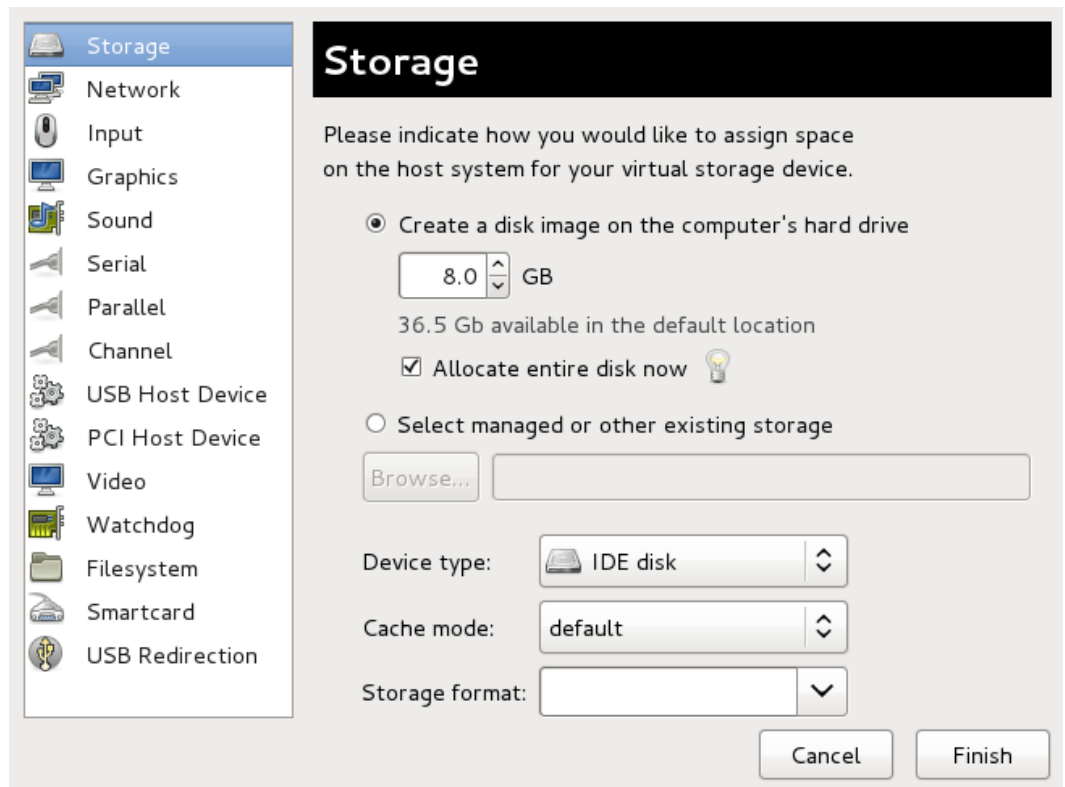 Storage
Network
Input
Graphics
Sound
Serial
Parallel
Channel
USB Host Device
PCI Host Device
Video
Watchdog
Filesystem
Smartcard
USB Redirection
Storage
Please indicate how you would like to assign space
on the host system for your virtual storage device.
Create a disk image on the computer's hard drive
8.0 GB
36.5 Gb available in the default location
Allocate entire disk now
Select managed or other existing storage
Browse...
Device type: IDE disk
Cache mode: default
Storage format:
Cancel Finish